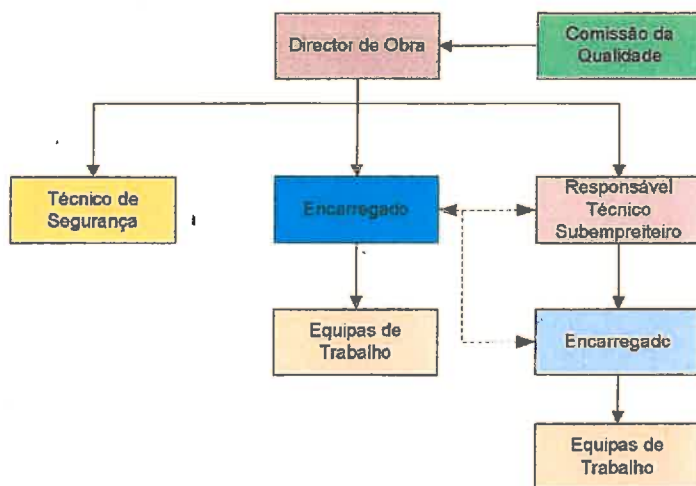 Director de Obra
Comissão da
Qualidade
Técnico de
Segurança
Encarregado
Responsável
Técnico
Subempreiteiro
Equipas de
Trabalho
Encarregado
Equipas de
Trabalho